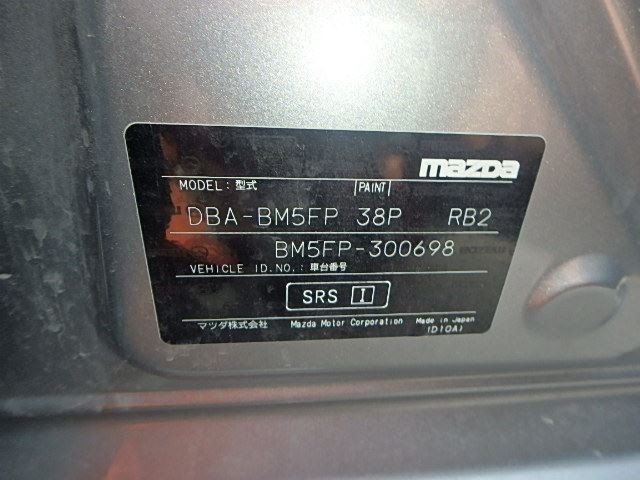 mazda
MODEL: 型式 PAINT
DBA-BM5FP 38P RB2
BM5FP-300698
VEHICLE ID.NO.: 車台番号
SRS I
マツダ株式会社 Mazda Motor Corporation Made in Japan
(D10A)